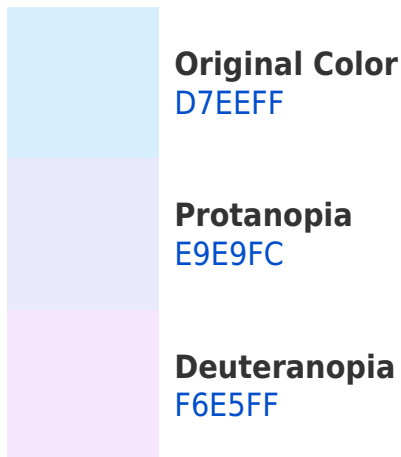 Original Color
D7EEFF
Protanopia
E9E9FC
Deuteranopia
F6E5FF